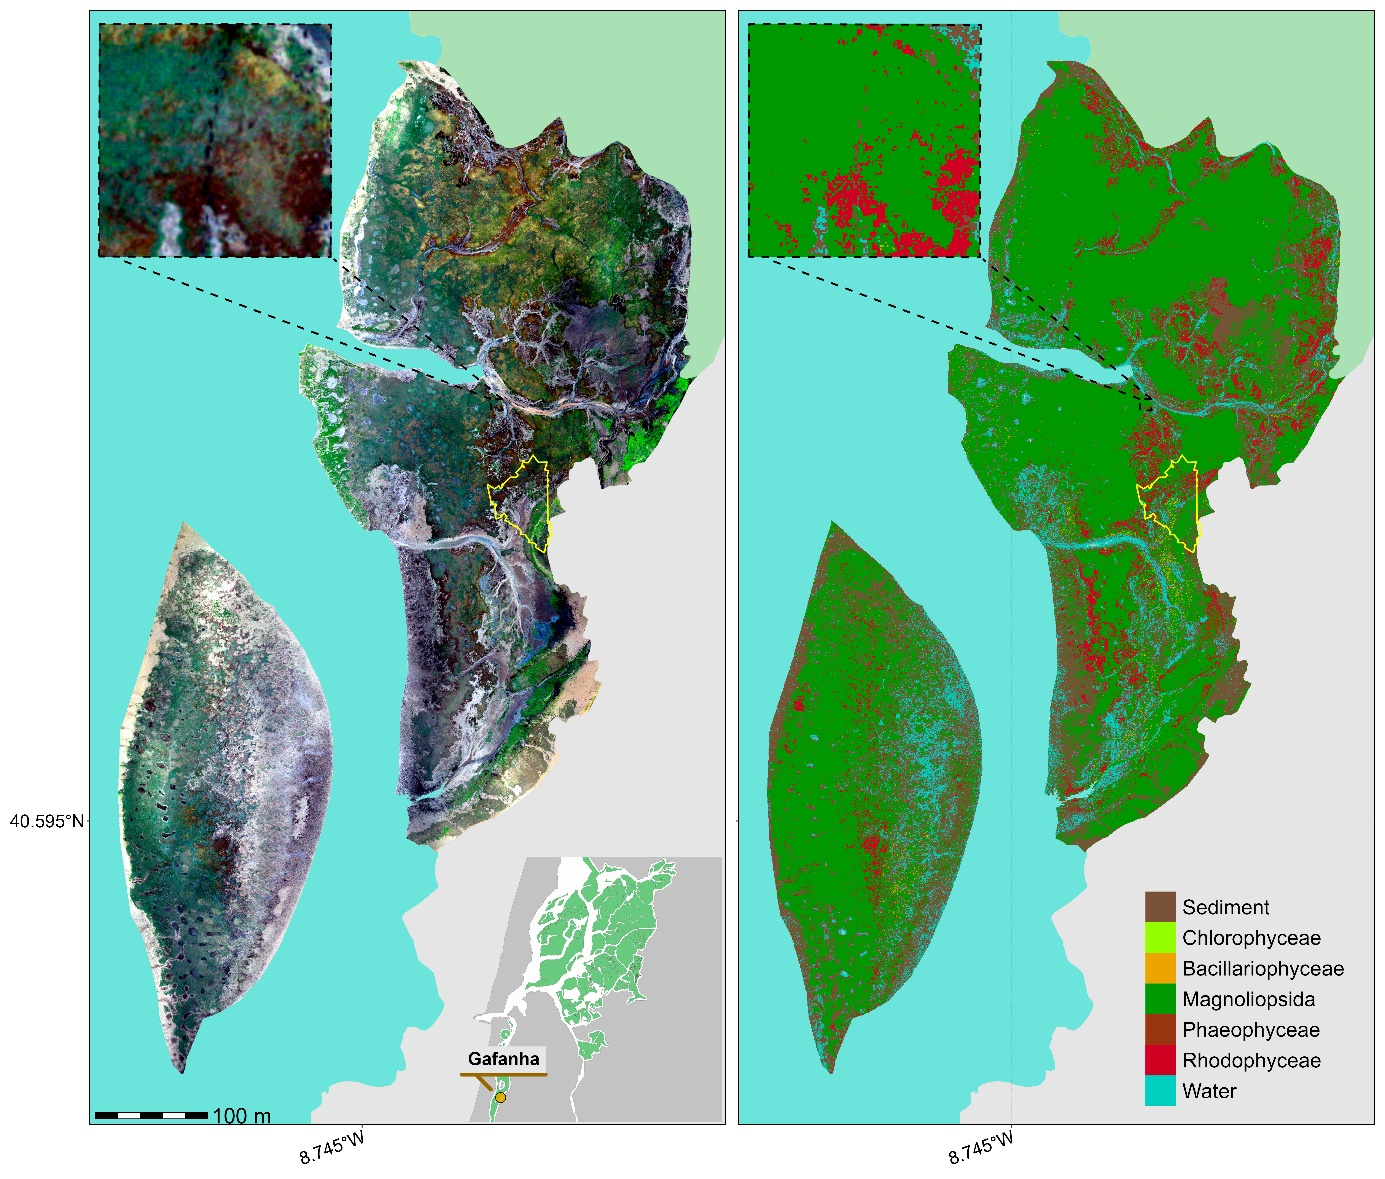 40.595°N
Gafanha
100 m
8.745°W
Sediment
Chlorophyceae
Bacillariophyceae
Magnoliopsida
Phaeophyceae
Rhodophyceae
Water
8.745°W